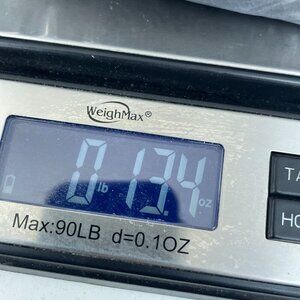 WeighMax®
0 lb 13.4 oz
Max:90LB d=0.1OZ
TA
HO